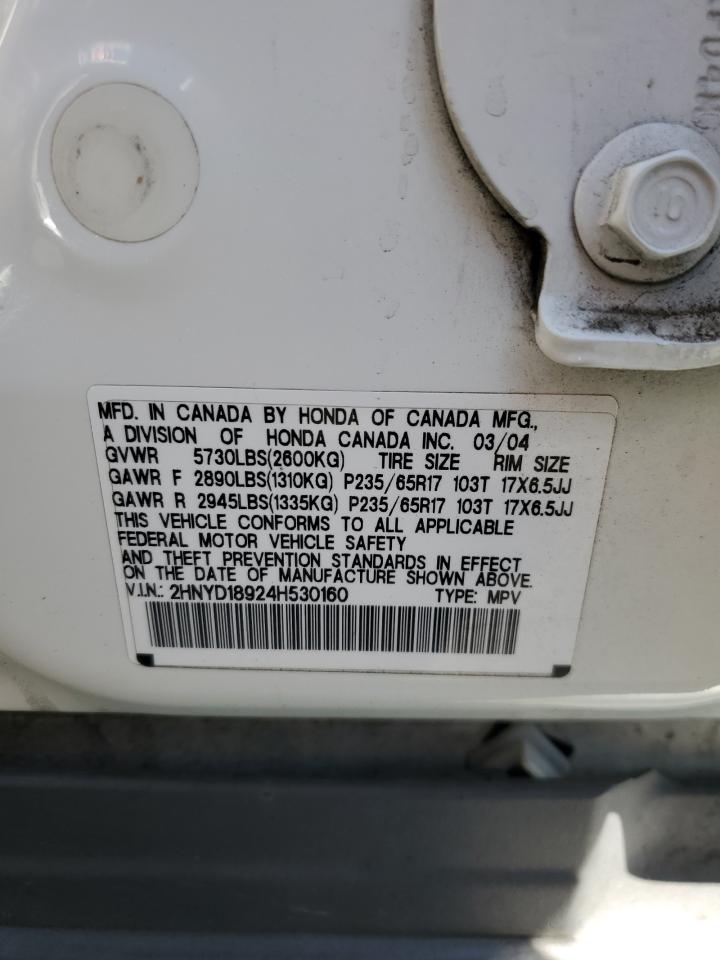 MFD. IN CANADA BY HONDA OF CANADA MFG.,
A DIVISION OF HONDA CANADA INC. 03/04
GVWR 5730LBS(2600KG) TIRE SIZE RIM SIZE
GAWR F 2890LBS(1310KG) P235/65R17 103T 17X6.5JJ
GAWR R 2945LBS(1335KG) P235/65R17 103T 17X6.5JJ
THIS VEHICLE CONFORMS TO ALL APPLICABLE
FEDERAL MOTOR VEHICLE SAFETY
AND THEFT PREVENTION STANDARDS IN EFFECT
ON THE DATE OF MANUFACTURE SHOWN ABOVE.
V.I.N.: 2HNYD18924H530160 TYPE: MPV